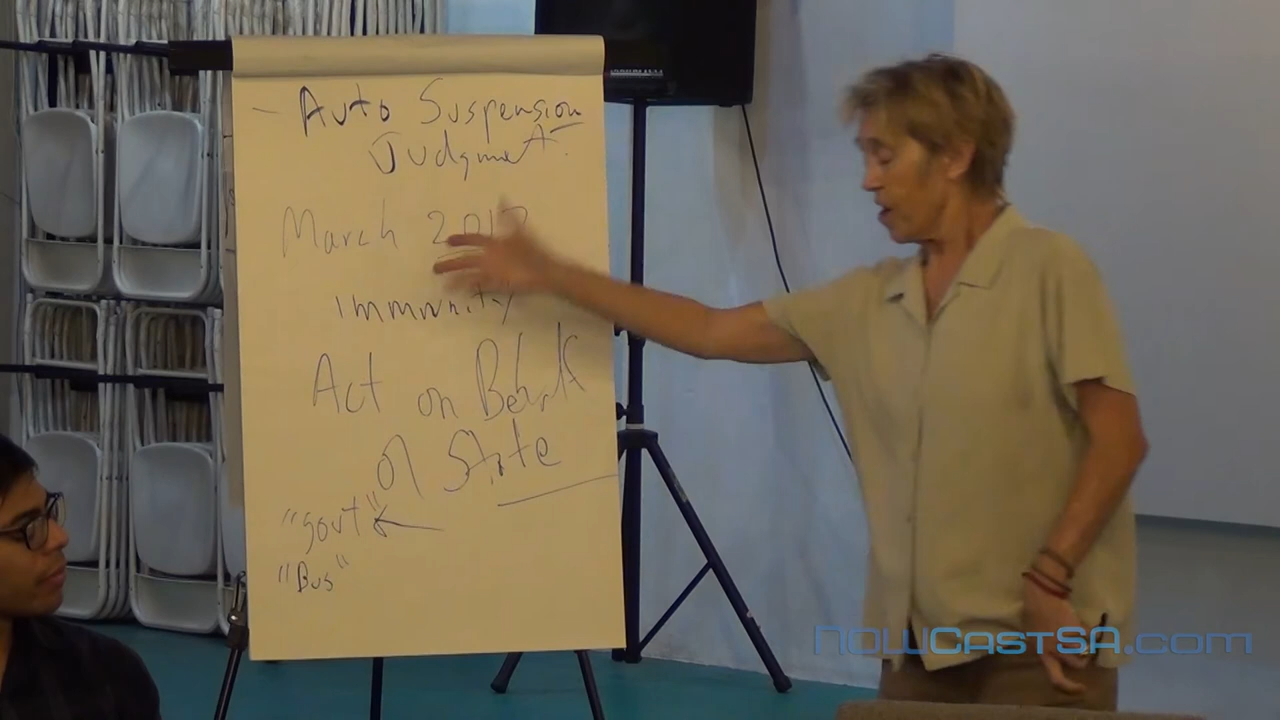 - Auto Suspension
Judgment.
March
immunity
Act on Behalf
of State
"govt"
"Bus"
NOWCastSA.com